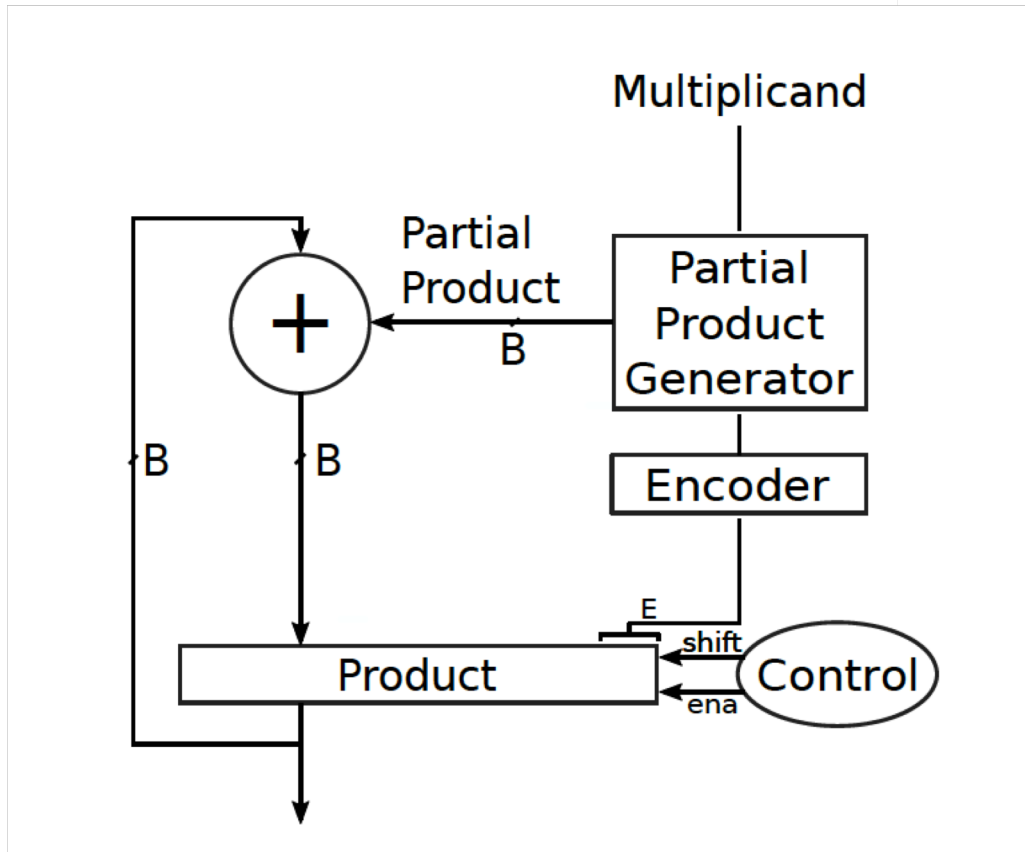 Multiplicand
Partial
Product
B
Partial
Product
Generator
B
B
Encoder
E
shift
Product
Control
ena